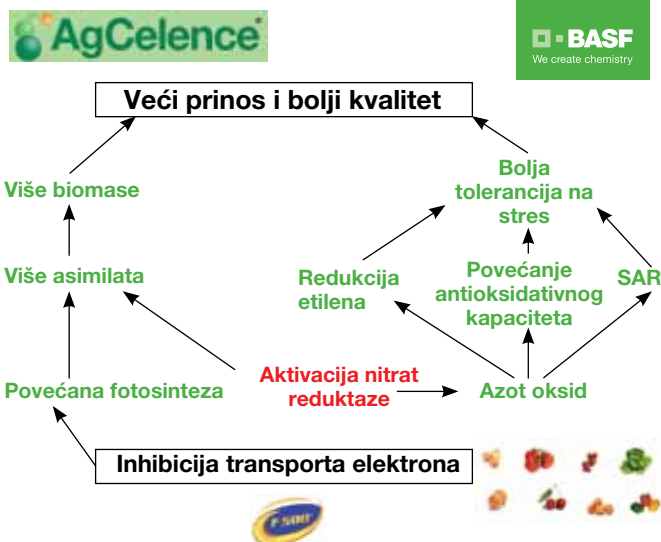 AgCelence®
BASF
We create chemistry
Veći prinos i bolji kvalitet
Više biomase
Bolja
tolerancija na
stres
Više asimilata
Redukcija
etilena
Povećanje
antioksidativnog
kapaciteta
SAR
Povećana fotosinteza
Aktivacija nitrat
reduktaze
Azot oksid
Inhibicija transporta elektrona
F 500®